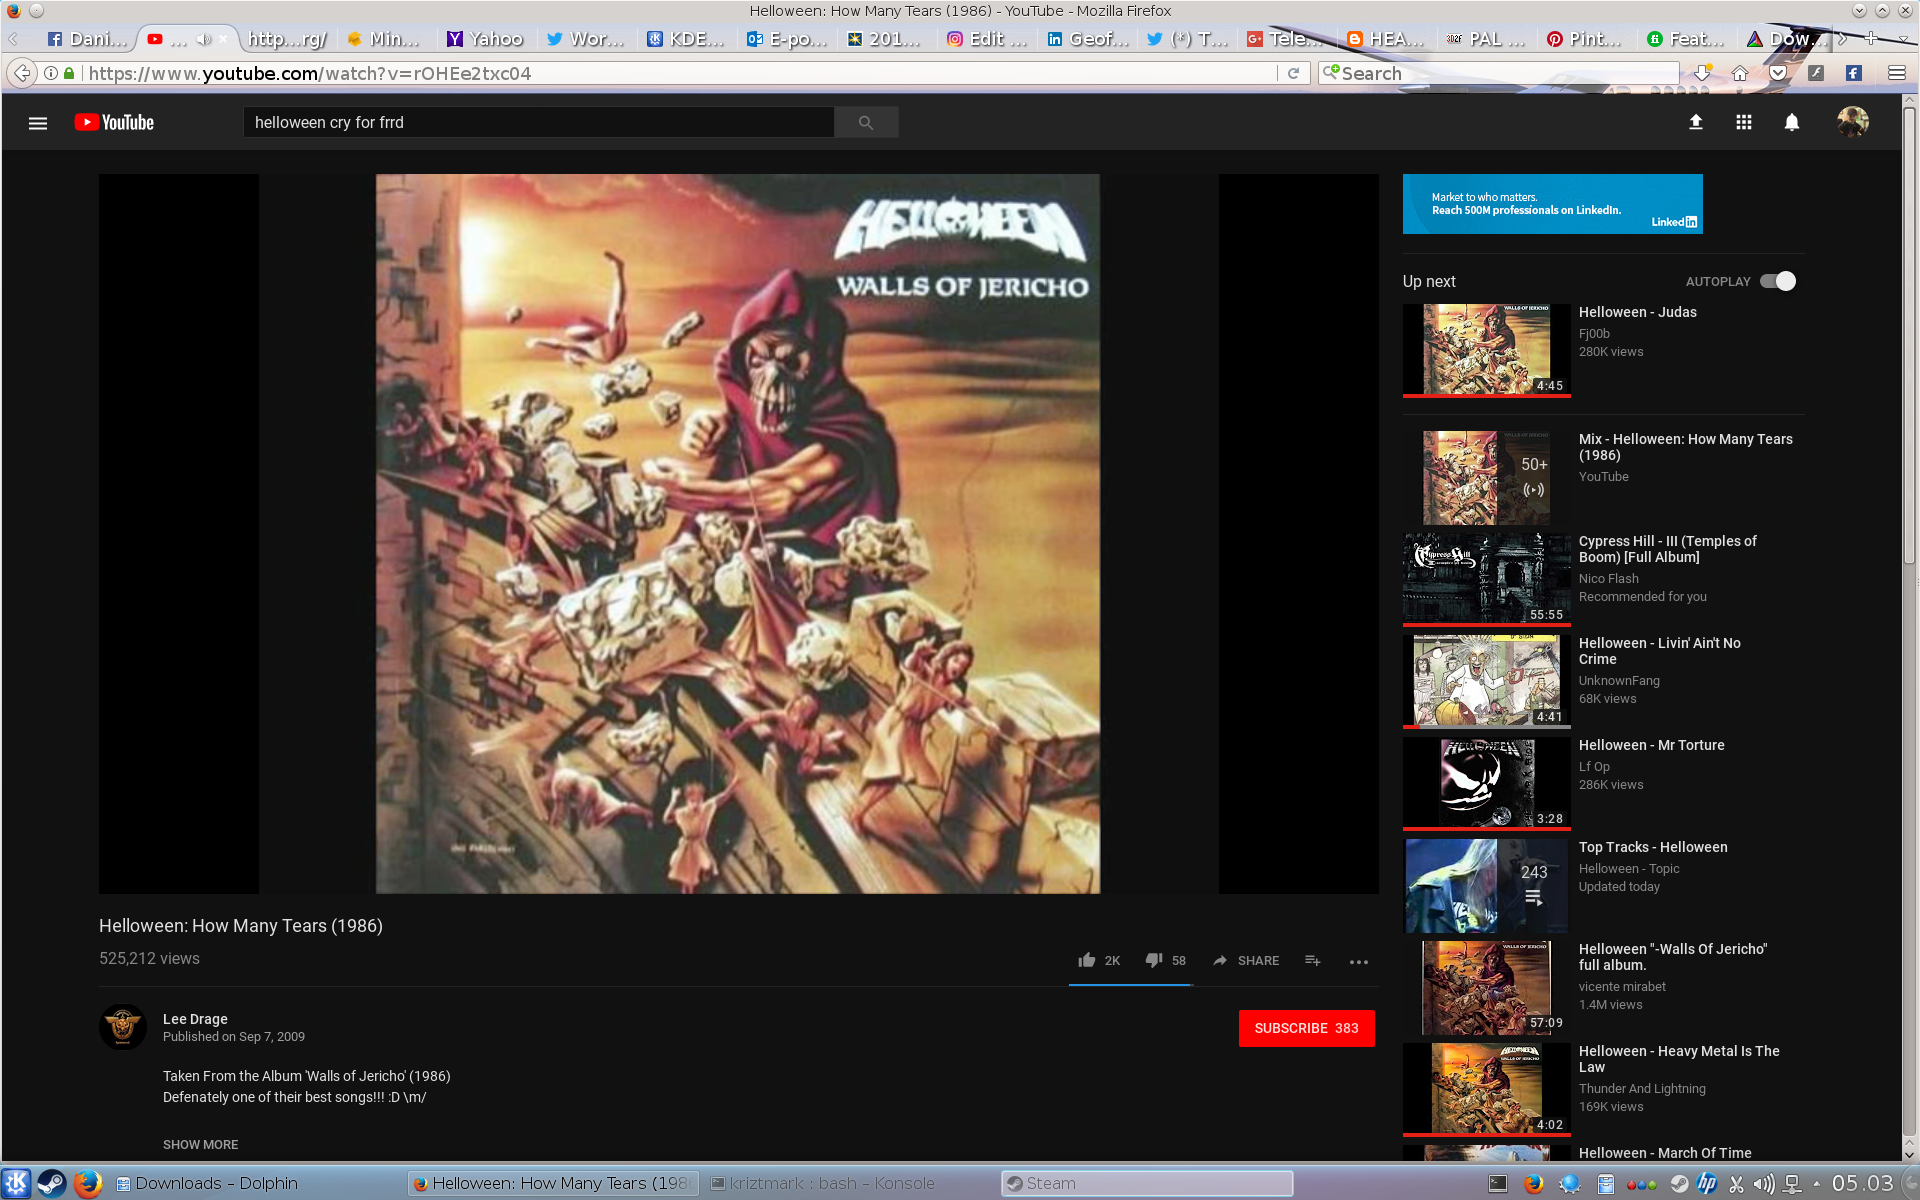 Helloween: How Many Tears (1986) - YouTube - Mozilla Firefox
Dani... ... http...rg/ Min... Yahoo Wor... KDE... E-po... 201... Edit ... Geof... (*) T... Tele... HEA... PAL ... Pint... Feat... Dow...
https://www.youtube.com/watch?v=rOHEe2txc04
Search
YouTube
helloween cry for frrd
HELLOWEEN
WALLS OF JERICHO
Market to who matters.
Reach 500M professionals on LinkedIn.
Linked in
Up next
AUTOPLAY
Helloween - Judas
Fj00b
280K views
4:45
Mix - Helloween: How Many Tears
(1986)
YouTube
50+
Cypress Hill - III (Temples of
Boom) [Full Album]
Nico Flash
Recommended for you
Cypress Hill
55:55
Helloween - Livin' Ain't No
Crime
UnknownFang
68K views
4:41
Helloween - Mr Torture
Lf Op
286K views
3:28
Top Tracks - Helloween
Helloween - Topic
Updated today
243
Helloween "-Walls Of Jericho"
full album.
vicente mirabet
1.4M views
57:09
Helloween - Heavy Metal Is The
Law
Thunder And Lightning
169K views
4:02
Helloween - March Of Time
Helloween: How Many Tears (1986)
525,212 views
2K 58 SHARE
Lee Drage
Published on Sep 7, 2009
SUBSCRIBE 383
Taken From the Album 'Walls of Jericho' (1986)
Defenately one of their best songs!!! :D \m/
SHOW MORE
Downloads – Dolphin
Helloween: How Many Tears (198
kriztmark : bash – Konsole
Steam
05.03